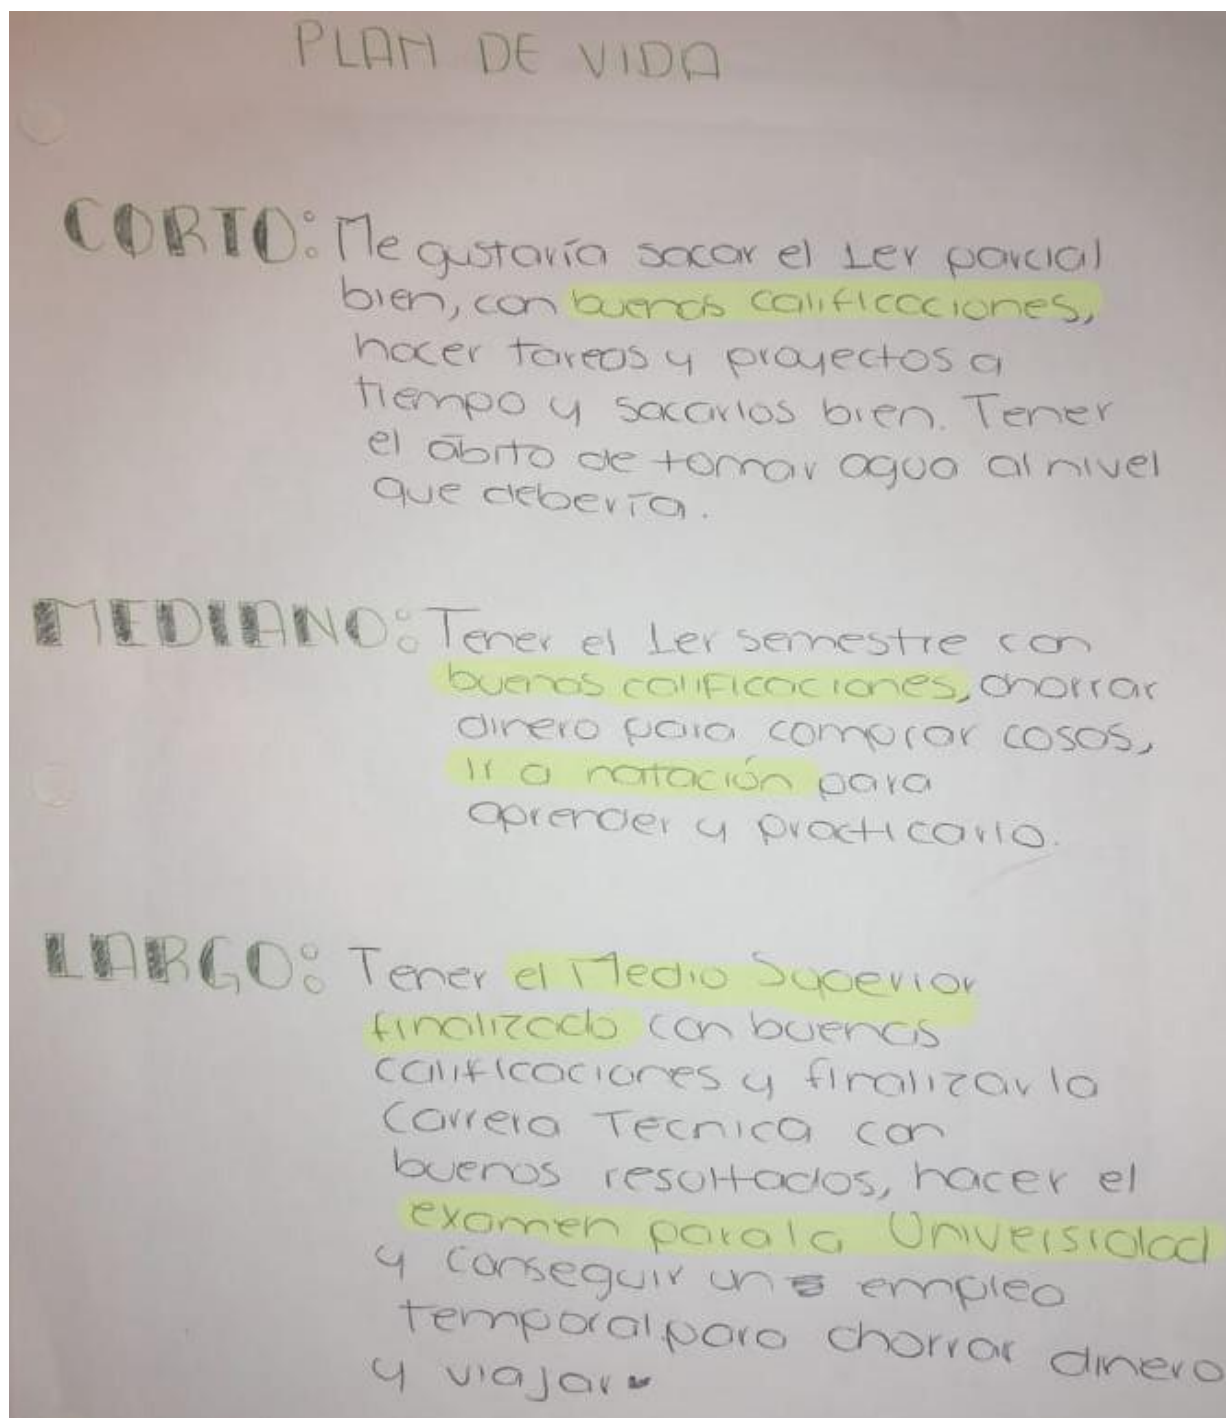 PLAN DE VIDA
CORTO: Me gustaría sacar el 1er parcial
bien, con buenas calificaciones,
hacer tareas y proyectos a
tiempo y sacarlos bien. Tener
el ábito de tomar agua al nivel
que debería.
MEDIANO: Tener el 1er semestre con
buenas calificaciones, ahorrar
dinero para comprar cosas,
ir a natación para
aprender y practicarlo.
LARGO: Tener el Medio Superior
finalizado con buenas
calificaciones y finalizar la
Carrera Tecnica con
buenos resultados, hacer el
examen para la Universidad
y conseguir un empleo
temporal para ahorrar dinero
y viajar.